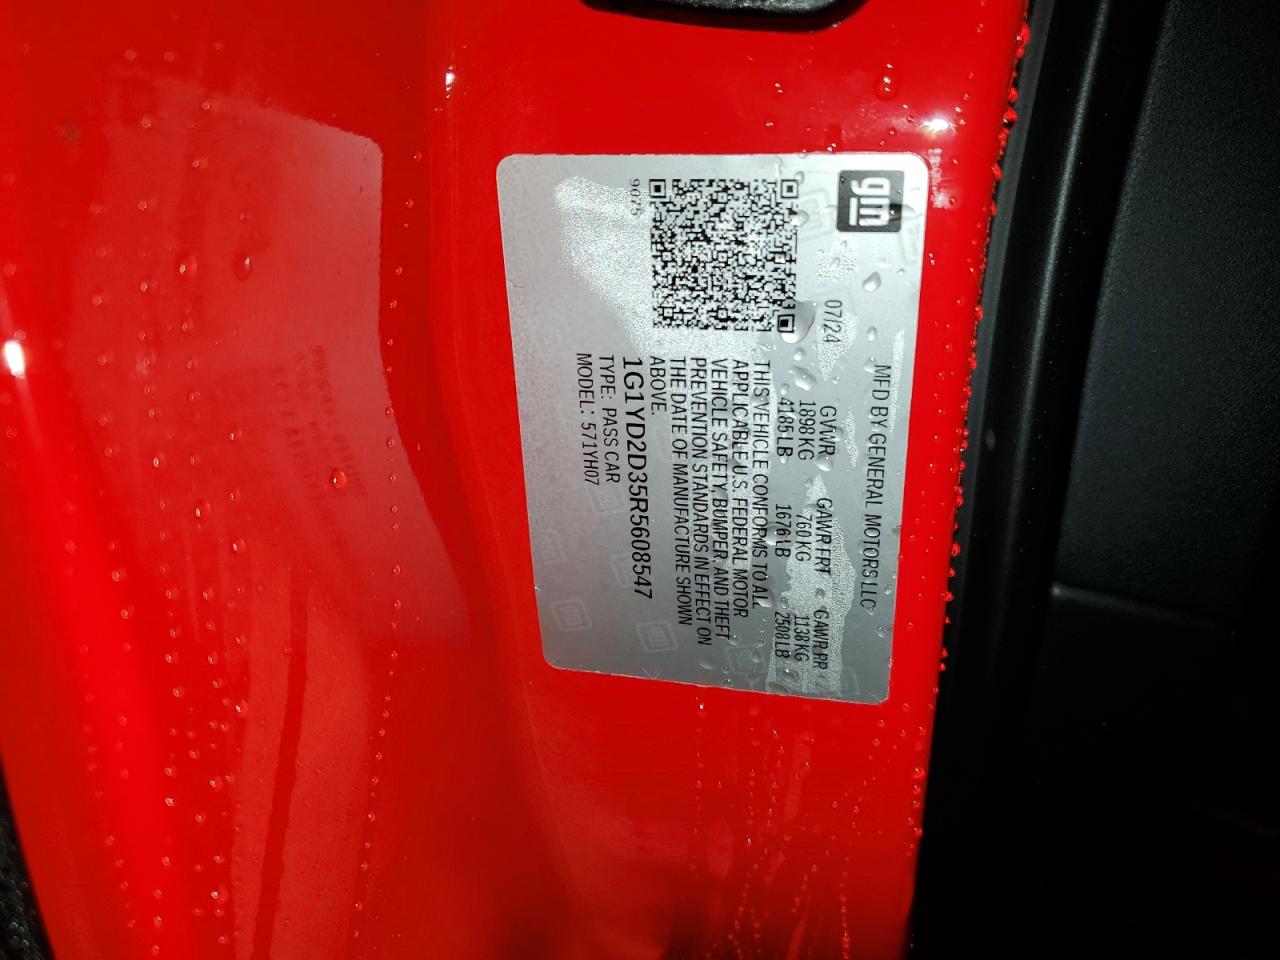 gm
MFD BY GENERAL MOTORS LLC
07/24
GVWR GAWR FRT GAWR RR
1898 KG 760 KG 1138 KG
4185 LB 1676 LB 2508 LB
THIS VEHICLE CONFORMS TO ALL
APPLICABLE U.S. FEDERAL MOTOR
VEHICLE SAFETY, BUMPER, AND THEFT
PREVENTION STANDARDS IN EFFECT ON
THE DATE OF MANUFACTURE SHOWN
ABOVE.
1G1YD2D35R5608547
TYPE: PASS CAR
MODEL: 571YH07
9075